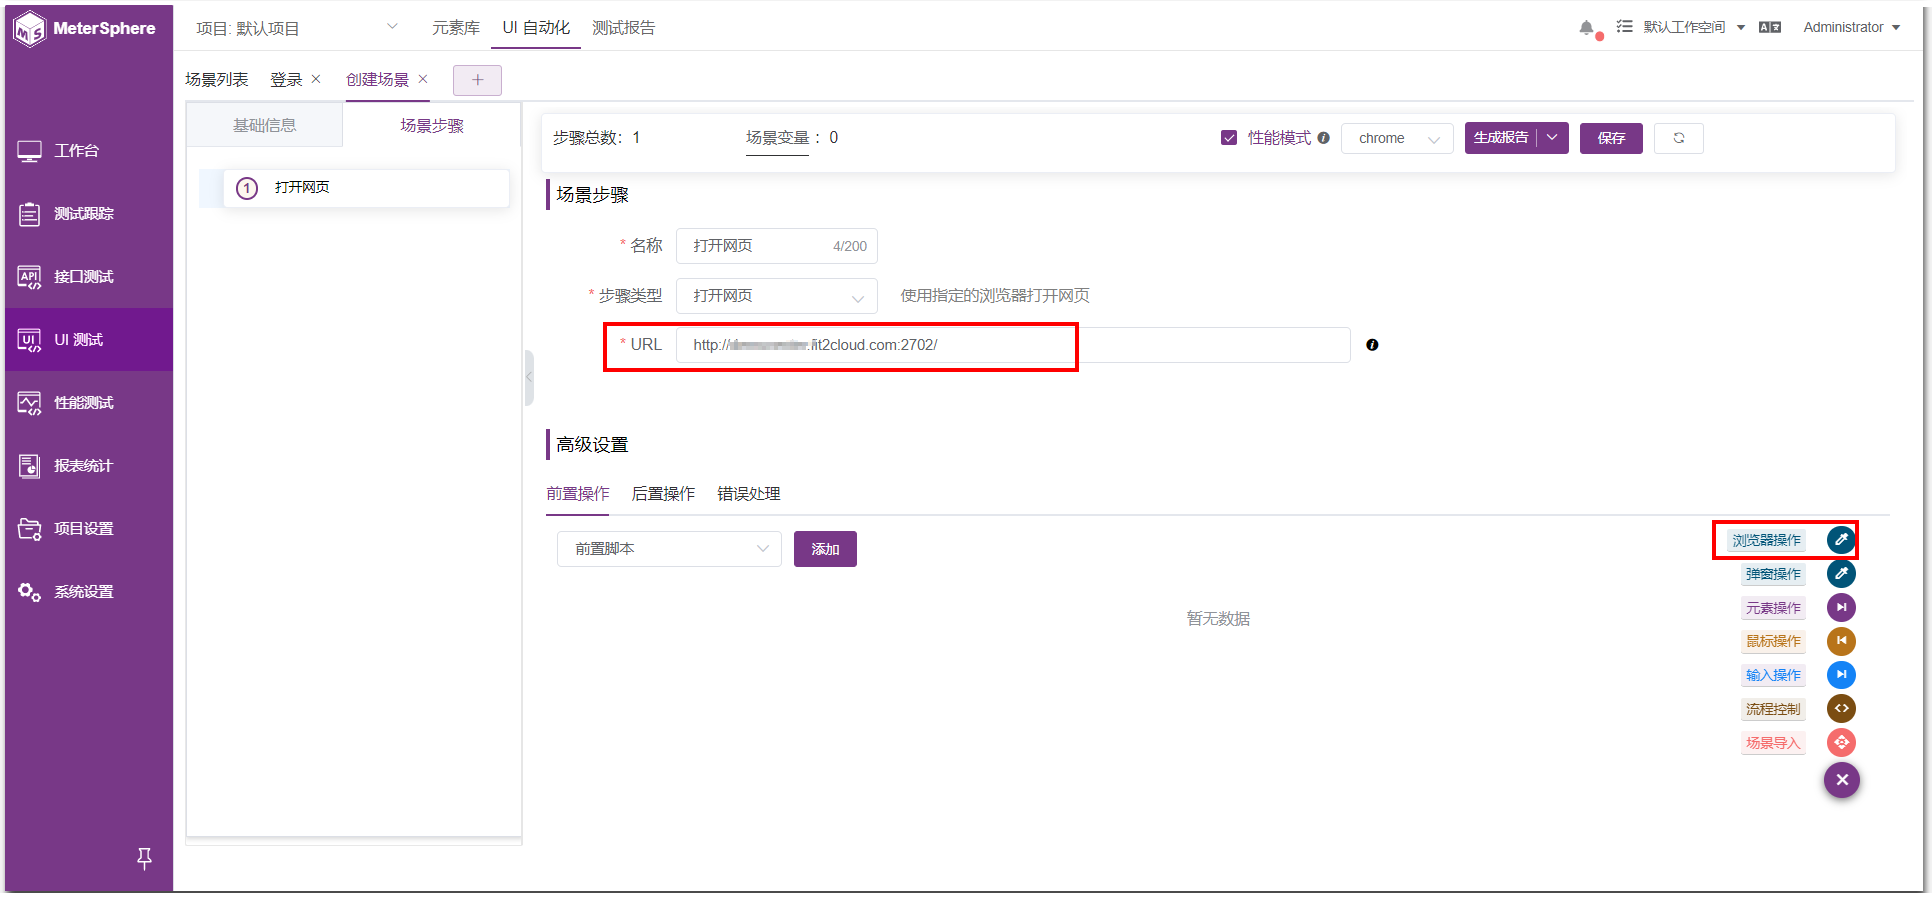 MeterSphere
项目: 默认项目
元素库
UI 自动化
测试报告
默认工作空间
Administrator
场景列表
登录
创建场景
工作台
测试跟踪
接口测试
UI 测试
性能测试
报表统计
项目设置
系统设置
基础信息
场景步骤
1 打开网页
步骤总数: 1
场景变量 : 0
性能模式
chrome
生成报告
保存
场景步骤
* 名称 打开网页 4/200
* 步骤类型 打开网页 使用指定的浏览器打开网页
* URL http:// .fit2cloud.com:2702/
高级设置
前置操作
后置操作
错误处理
前置脚本
添加
暂无数据
浏览器操作
弹窗操作
元素操作
鼠标操作
输入操作
流程控制
场景导入